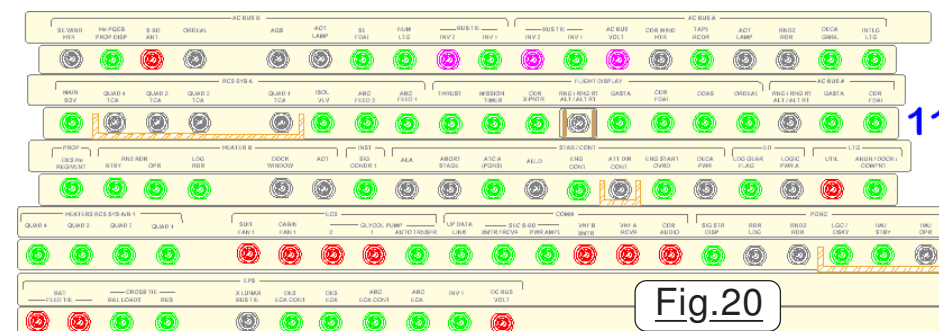 AC BUS B AC BUS A
SE WIND HTR He/PQGS PROP DISP S-BD ANT ORDEAL AOS AOT LAMP SE FDAI NUM LTG BUS TIE INV 2 INV 1 BUS TIE INV 2 INV 1 AC BUS VOLT CDR WIND HTR TAPE RCDR AOT LAMP RNDZ RDR DECA GMBL INTLG LTG
RCS SYS A FLIGHT DISPLAY AC BUS A
MAIN SOV QUAD 4 TCA QUAD 3 TCA QUAD 2 TCA QUAD 1 TCA ISOL VLV ASC FEED 2 ASC FEED 1 THRUST MISSION TIMER CDR X-PNTR RNG / RNG RT ALT / ALT RT GASTA CDR FDAI COAS ORDEAL RNG / RNG RT ALT / ALT RT GASTA CDR FDAI
11
PROP HEATER B INST STAB / CONT ED LTG
DES He REG/VENT RNDZ RDR STBY OPR LDG RDR DOCK WINDOW AOT SIG CONDR 1 AEA ABORT STAGE ATCA (PGNS) AELD ENG CONT ATT DIR CONT ENG START OVRD DECA PWR LDG GEAR FLAG LOGIC PWR A UTIL ANUN / DOCK / COMPNT
HEATERS RCS SYS A/B-1 ECS COMM PGNC
QUAD 4 QUAD 3 QUAD 2 QUAD 1 SUIT FAN 1 CABIN FAN 1 GLYCOL PUMP 2 1 AUTO TRNSFR UP DATA LINK SEC S-BD XMTR / RCVR PWR AMPL VHF B XMTR VHF A RCVR CDR AUDIO SIG STR DISP RDR LDG RNDZ RDR LGC / DSKY IMU STBY IMU OPR
EPS
BAT FEED TIE CROSS TIE BAL LOADS BUS X LUNAR BUS TIE DES ECA CONT DES ECA ASC ECA CONT ASC ECA INV 1 DC BUS VOLT
Fig.20